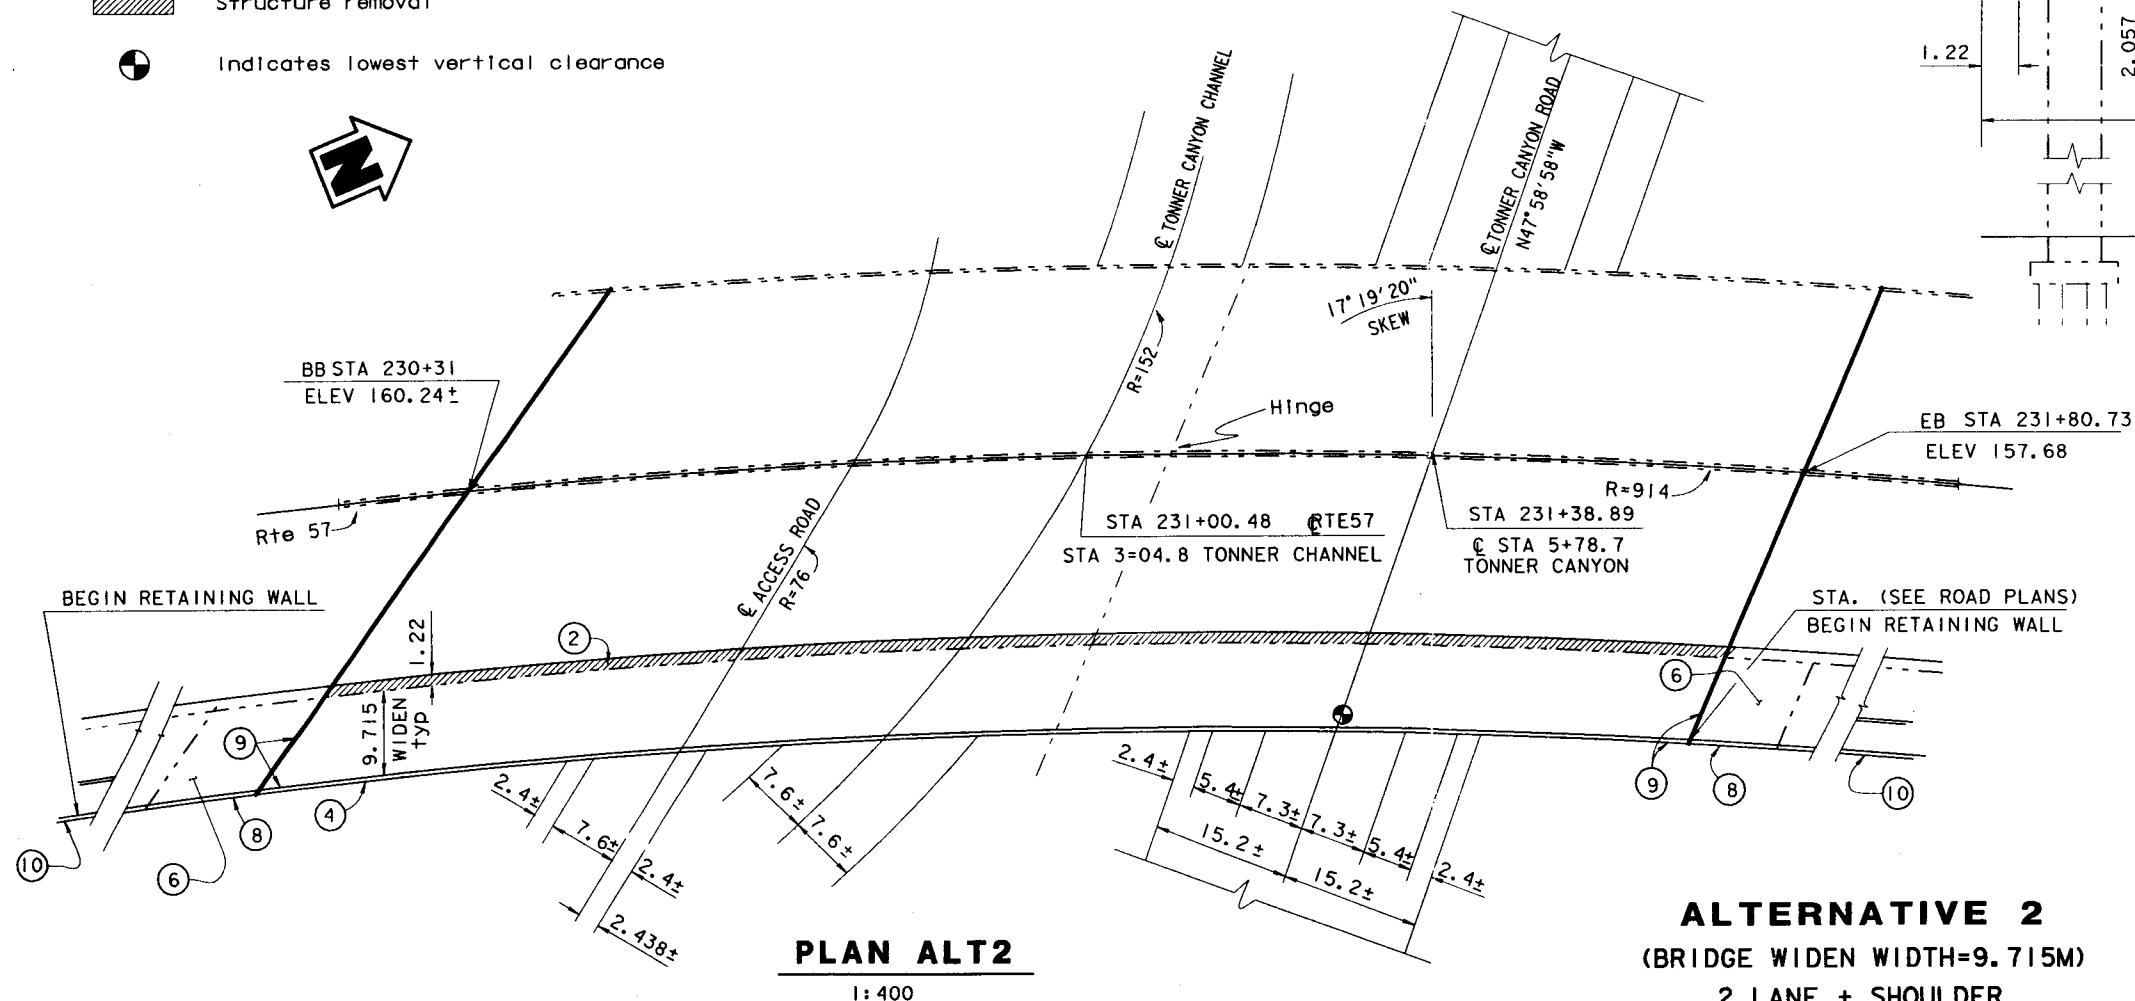 Structure removal
Indicates lowest vertical clearance
N
1.22
2.057
℄ TONNER CANYON CHANNEL
℄ TONNER CANYON ROAD
N47°58'58"W
17°19'20"
SKEW
R=152
BB STA 230+31
ELEV 160.24±
Hinge
EB STA 231+80.73
ELEV 157.68
R=914
Rte 57
STA 231+00.48 ℄ RTE57
STA 3=04.8 TONNER CHANNEL
STA 231+38.89
℄ STA 5+78.7
TONNER CANYON
℄ ACCESS ROAD
R=76
BEGIN RETAINING WALL
STA. (SEE ROAD PLANS)
BEGIN RETAINING WALL
2
1.22
9.715
WIDEN
typ
6
9
4
8
10
6
9
8
10
6
2.4±
7.6±
2.4±
2.438±
7.6±
7.6±
2.4±
5.4±
7.3±
7.3±
5.4±
2.4±
15.2±
15.2±
PLAN ALT2
1:400
ALTERNATIVE 2
(BRIDGE WIDEN WIDTH=9.715M)
2 LANE + SHOULDER